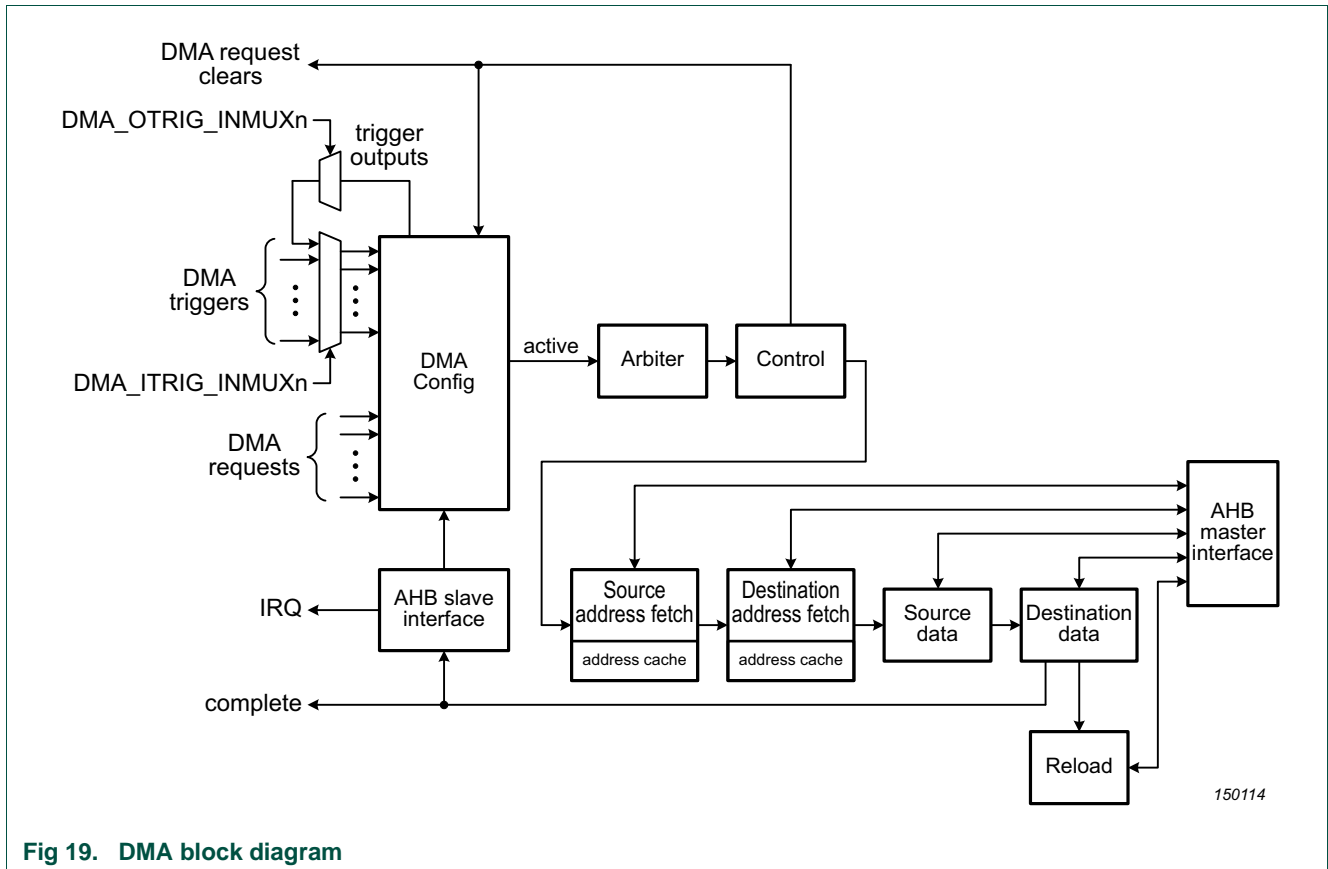 DMA request
clears
DMA_OTRIG_INMUXn
trigger
outputs
DMA
triggers
DMA_ITRIG_INMUXn
DMA
requests
DMA
Config
active
Arbiter
Control
AHB
master
interface
IRQ
AHB slave
interface
Source
address fetch
address cache
Destination
address fetch
address cache
Source
data
Destination
data
complete
Reload
150114
Fig 19. DMA block diagram